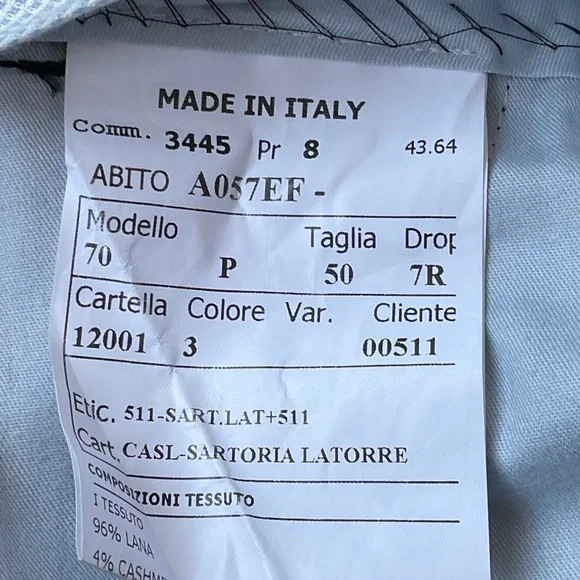 MADE IN ITALY
Comm. 3445 Pr 8 43.64
ABITO A057EF -
Modello Taglia Drop
70 P 50 7R
Cartella Colore Var. Cliente
12001 3 00511
Etic. 511-SART.LAT+511
Cart. CASL-SARTORIA LATORRE
COMPOSIZIONI TESSUTO
I TESSUTO
96% LANA
4% CASHME